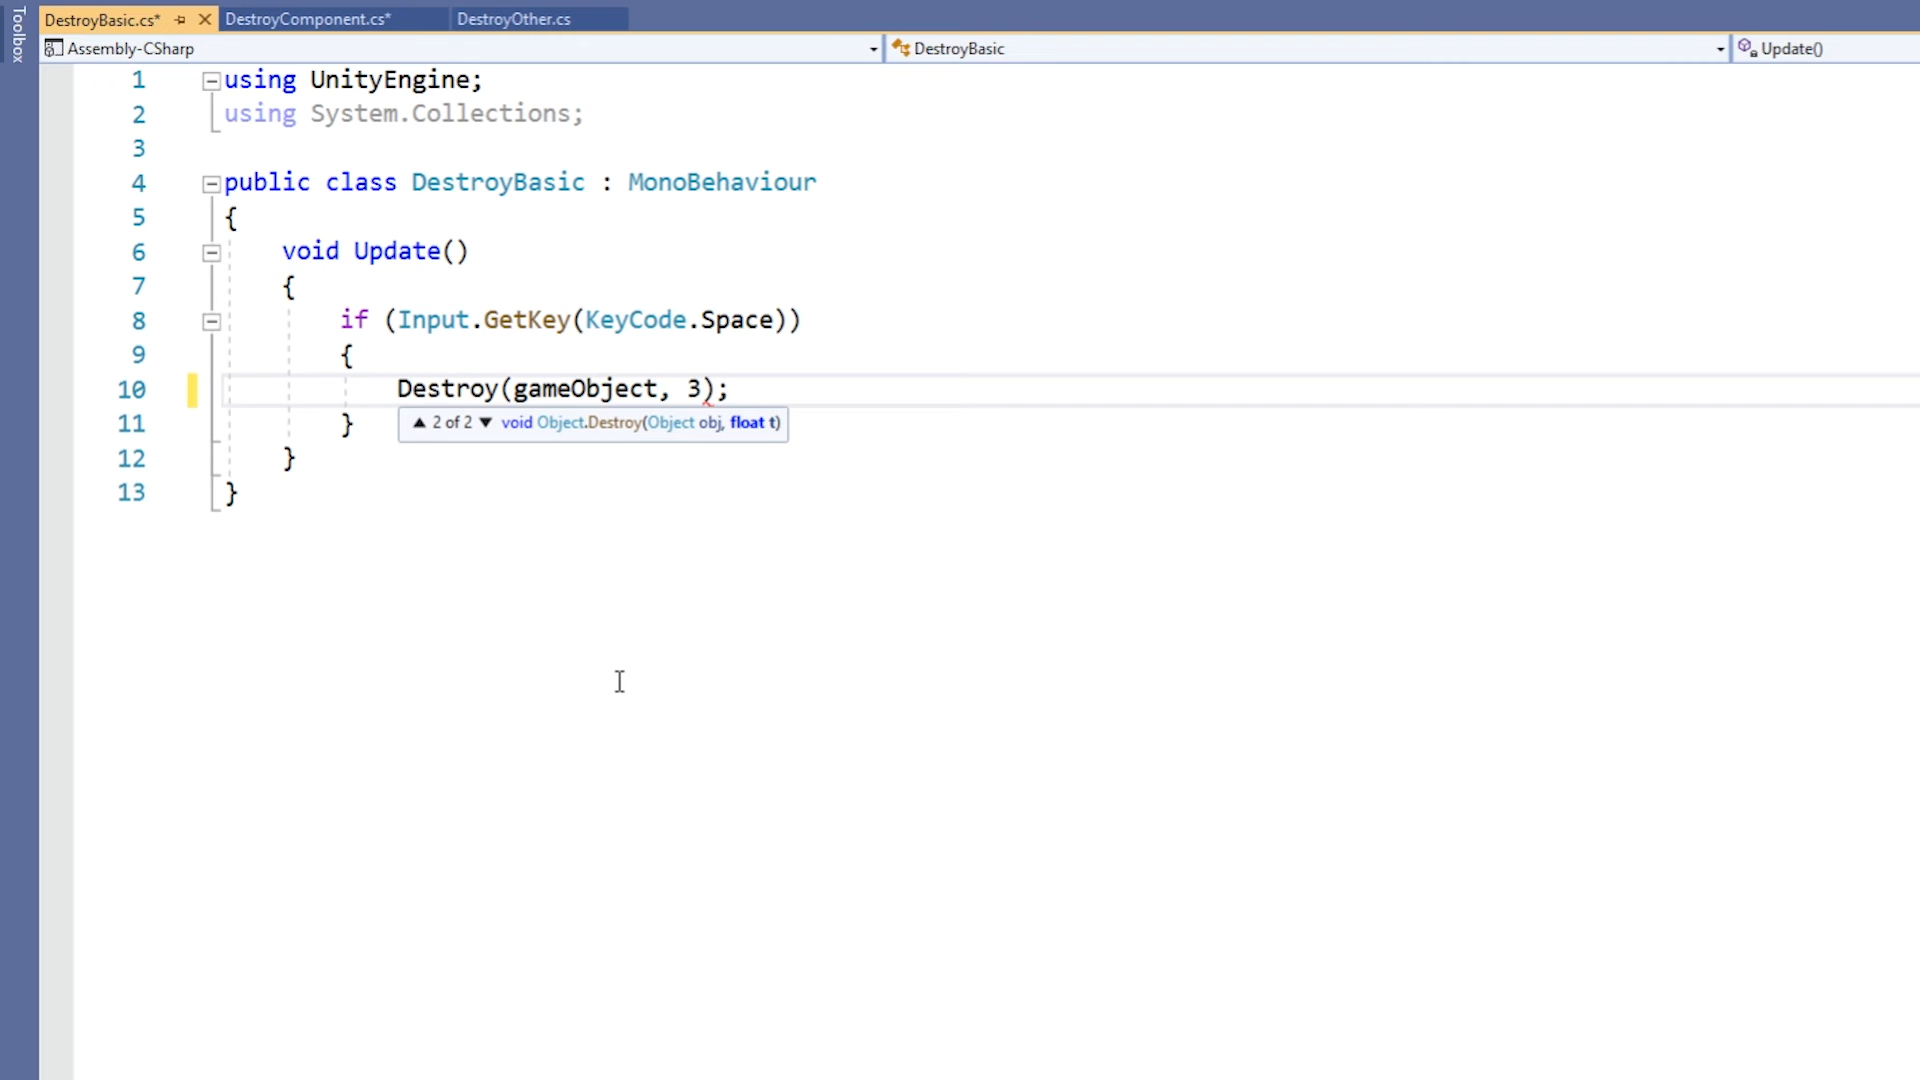 Toolbox
DestroyBasic.cs*
DestroyComponent.cs*
DestroyOther.cs
Assembly-CSharp
DestroyBasic
Update()
1 using UnityEngine;
2 using System.Collections;
3
4 public class DestroyBasic : MonoBehaviour
5 {
6 void Update()
7 {
8 if (Input.GetKey(KeyCode.Space))
9 {
10 Destroy(gameObject, 3);
11 }
▲ 2 of 2 ▼ void Object.Destroy(Object obj, float t)
12 }
13 }